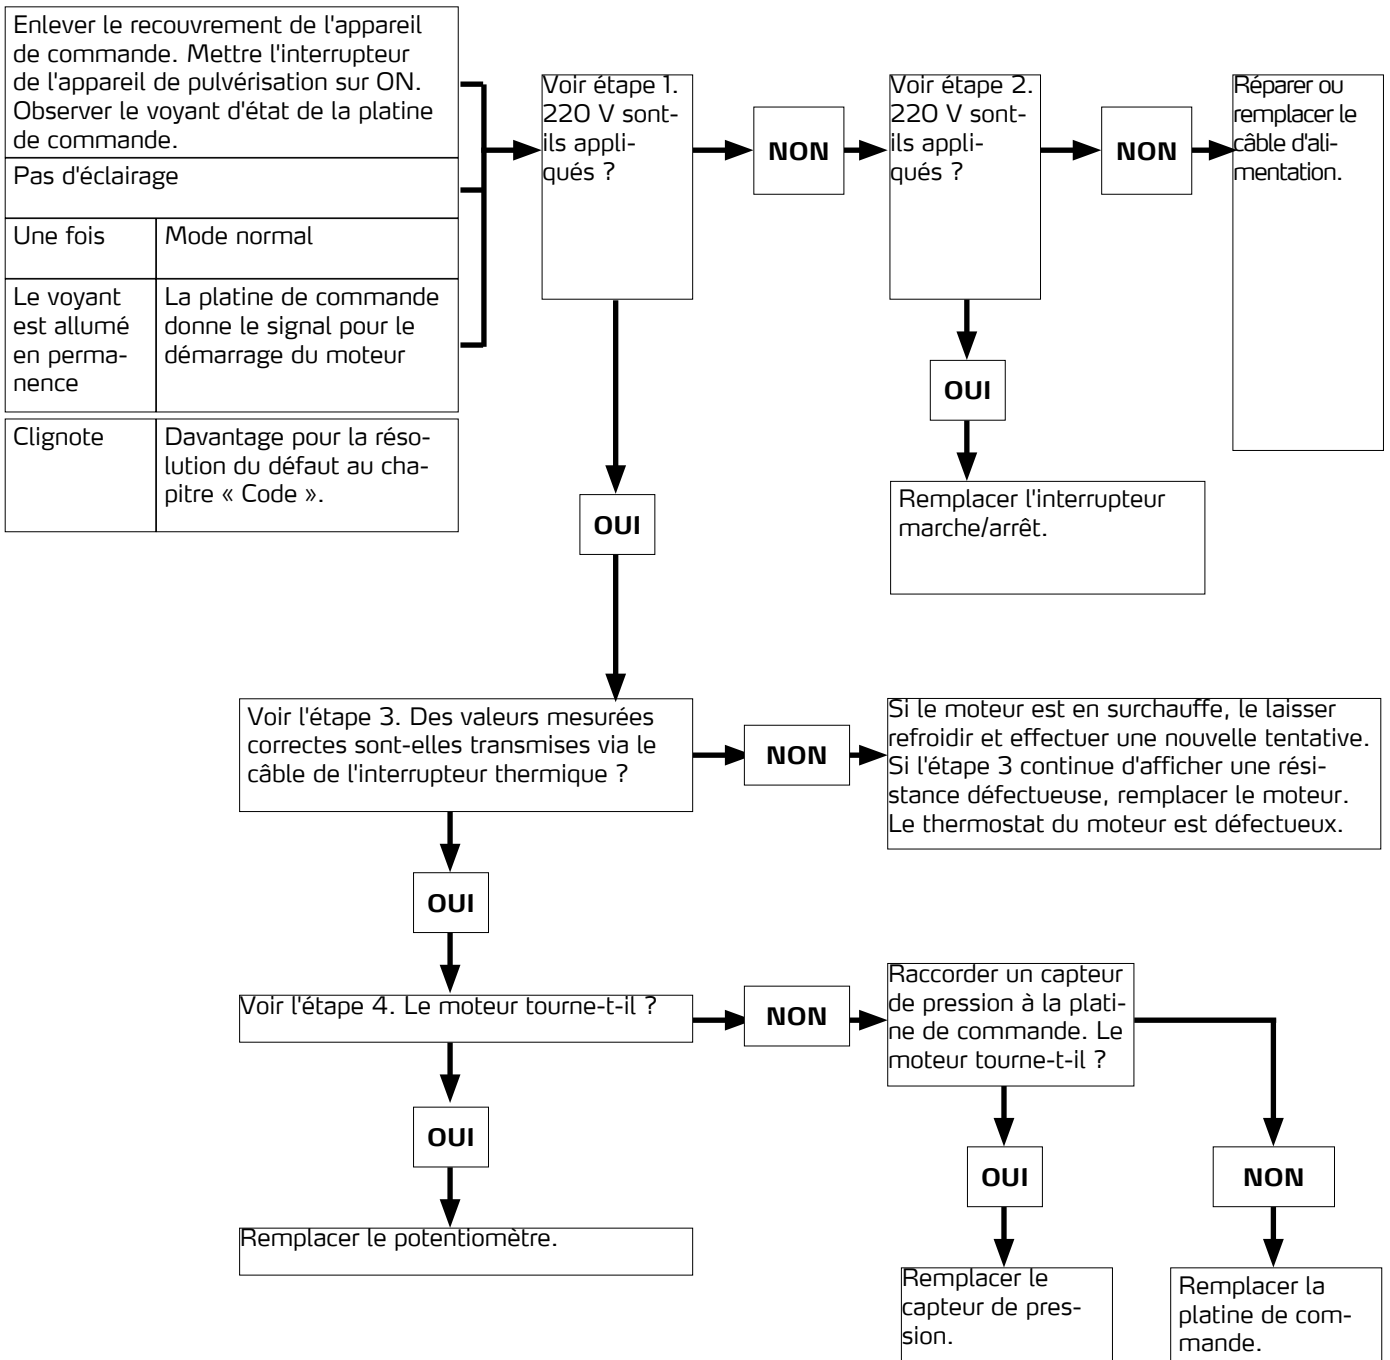 Enlever le recouvrement de l'appareil
de commande. Mettre l'interrupteur
de l'appareil de pulvérisation sur ON.
Observer le voyant d'état de la platine
de commande.
Pas d'éclairage
Une fois
Mode normal
Le voyant
est allumé
en perma-
nence
La platine de commande
donne le signal pour le
démarrage du moteur
Clignote
Davantage pour la réso-
lution du défaut au cha-
pitre « Code ».
Voir étape 1.
220 V sont-
ils appli-
qués ?
NON
Voir étape 2.
220 V sont-
ils appli-
qués ?
NON
Réparer ou
remplacer le
câble d'ali-
mentation.
OUI
Remplacer l'interrupteur
marche/arrêt.
OUI
Voir l'étape 3. Des valeurs mesurées
correctes sont-elles transmises via le
câble de l'interrupteur thermique ?
NON
Si le moteur est en surchauffe, le laisser
refroidir et effectuer une nouvelle tentative.
Si l'étape 3 continue d'afficher une rési-
stance défectueuse, remplacer le moteur.
Le thermostat du moteur est défectueux.
OUI
Voir l'étape 4. Le moteur tourne-t-il ?
NON
Raccorder un capteur
de pression à la plati-
ne de commande. Le
moteur tourne-t-il ?
OUI
OUI
NON
Remplacer le potentiomètre.
Remplacer le
capteur de pres-
sion.
Remplacer la
platine de com-
mande.